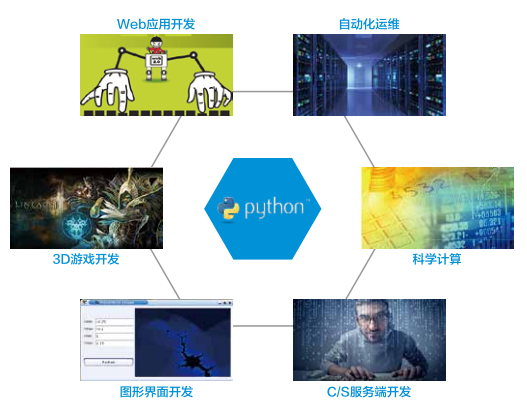 Web应用开发
自动化运维
LINEAGE II
python
3D游戏开发
科学计算
图形界面开发
C/S服务端开发